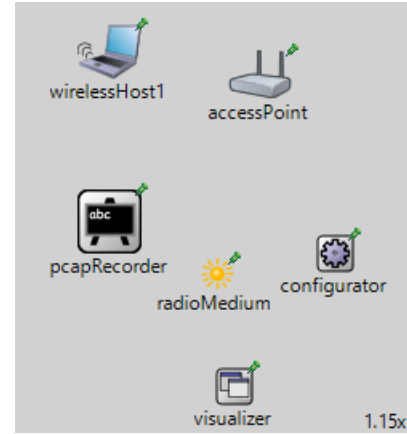 wirelessHost1
accessPoint
abc
pcapRecorder
configurator
radioMedium
visualizer
1.15x